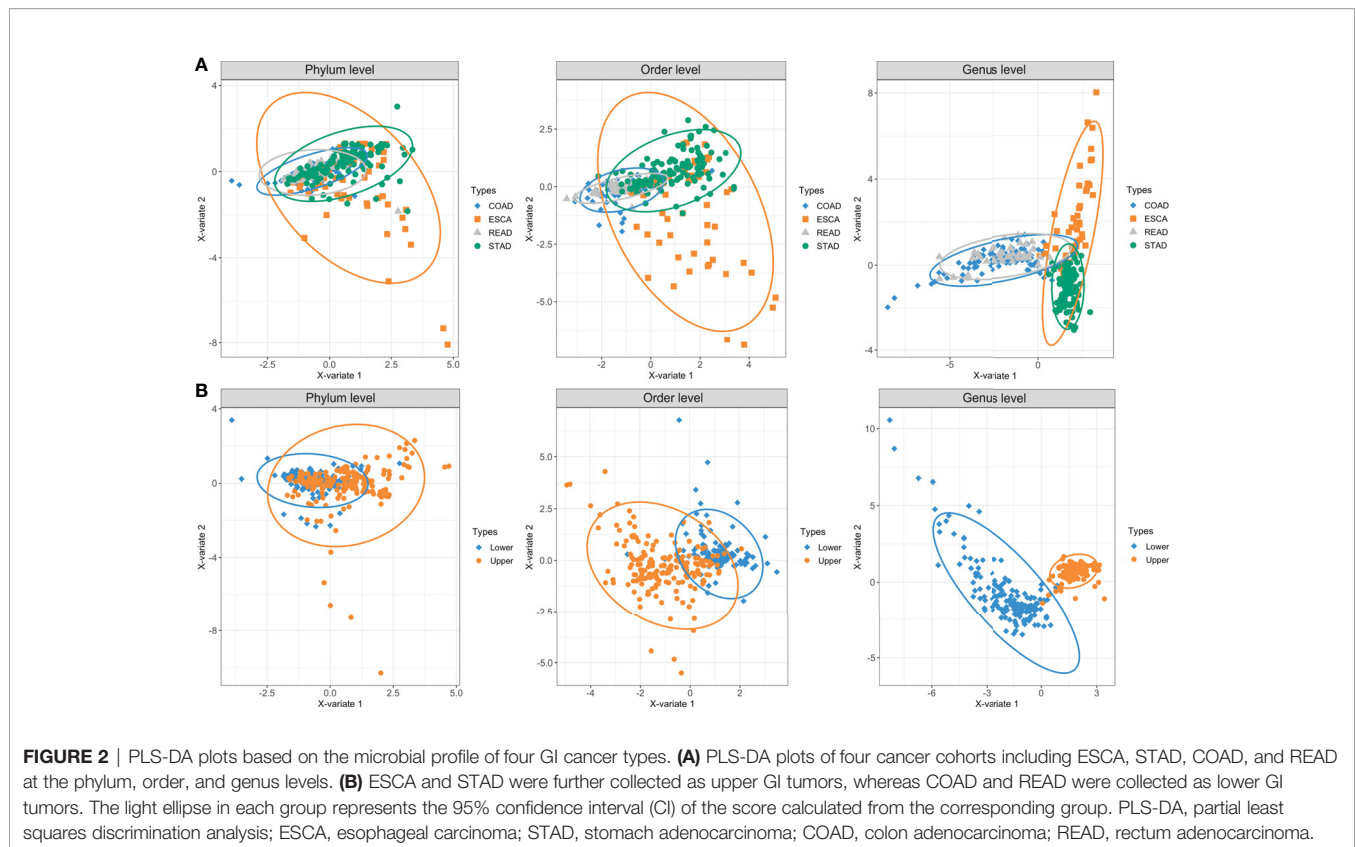 A
Phylum level
Order level
Genus level
4
0
-4
-8
-2.5
0.0
2.5
5.0
X-variate 2
X-variate 1
Types
COAD
ESCA
READ
STAD
2.5
0.0
-2.5
-5.0
-2
0
2
4
X-variate 2
X-variate 1
Types
COAD
ESCA
READ
STAD
8
4
0
-4
-5
0
X-variate 2
X-variate 1
Types
COAD
ESCA
READ
STAD
B
Phylum level
Order level
Genus level
4
0
-4
-8
-2.5
0.0
2.5
5.0
X-variate 2
X-variate 1
Types
Lower
Upper
5.0
2.5
0.0
-2.5
-5.0
-4
-2
0
2
X-variate 2
X-variate 1
Types
Lower
Upper
10
5
0
-5
-6
-3
0
3
X-variate 2
X-variate 1
Types
Lower
Upper
FIGURE 2 | PLS-DA plots based on the microbial profile of four GI cancer types. (A) PLS-DA plots of four cancer cohorts including ESCA, STAD, COAD, and READ
at the phylum, order, and genus levels. (B) ESCA and STAD were further collected as upper GI tumors, whereas COAD and READ were collected as lower GI
tumors. The light ellipse in each group represents the 95% confidence interval (CI) of the score calculated from the corresponding group. PLS-DA, partial least
squares discrimination analysis; ESCA, esophageal carcinoma; STAD, stomach adenocarcinoma; COAD, colon adenocarcinoma; READ, rectum adenocarcinoma.